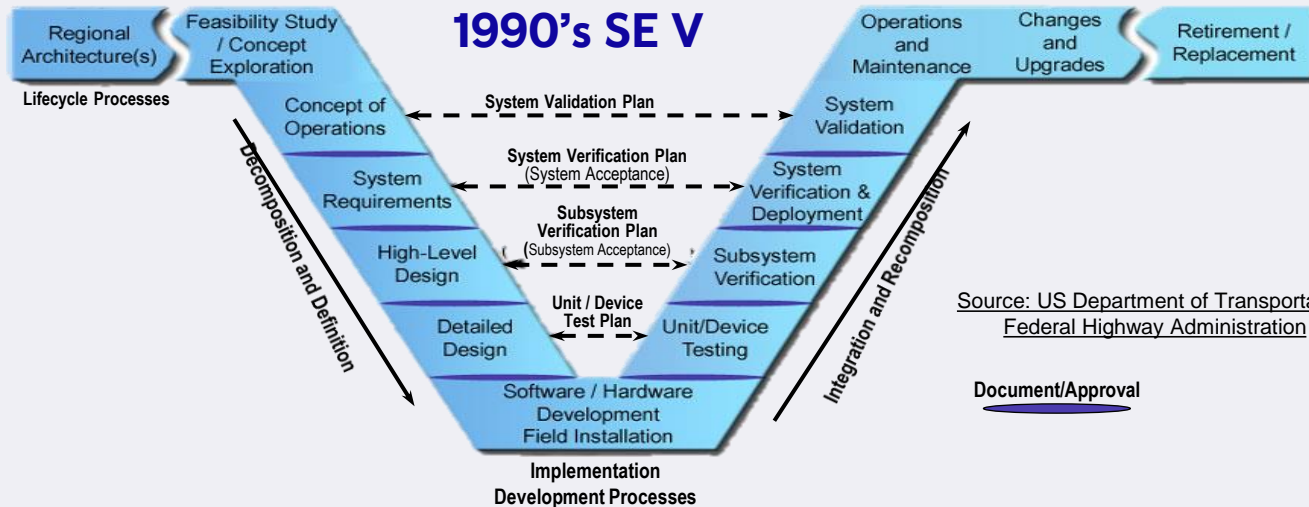 1990's SE V
Regional
Architecture(s)
Feasibility Study
/ Concept
Exploration
Operations
and
Maintenance
Changes
and
Upgrades
Retirement /
Replacement
Lifecycle Processes
Concept of
Operations
System Validation Plan
System
Validation
Decomposition and Definition
System
Requirements
System Verification Plan
(System Acceptance)
System
Verification &
Deployment
High-Level
Design
Subsystem
Verification Plan
(Subsystem Acceptance)
Subsystem
Verification
Detailed
Design
Unit / Device
Test Plan
Unit/Device
Testing
Integration and Recomposition
Software / Hardware
Development
Field Installation
Implementation
Development Processes
Source: US Department of Transporta
Federal Highway Administration
Document/Approval